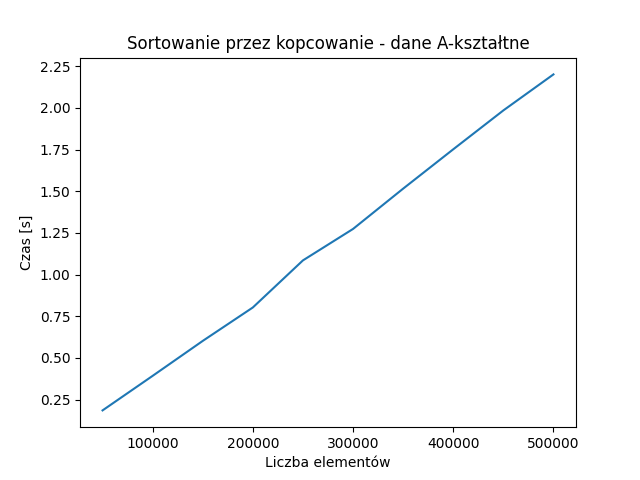 Sortowanie przez kopcowanie - dane A-kształtne
2.25
2.00
1.75
1.50
1.25
1.00
0.75
0.50
0.25
Czas [s]
100000 200000 300000 400000 500000
Liczba elementów